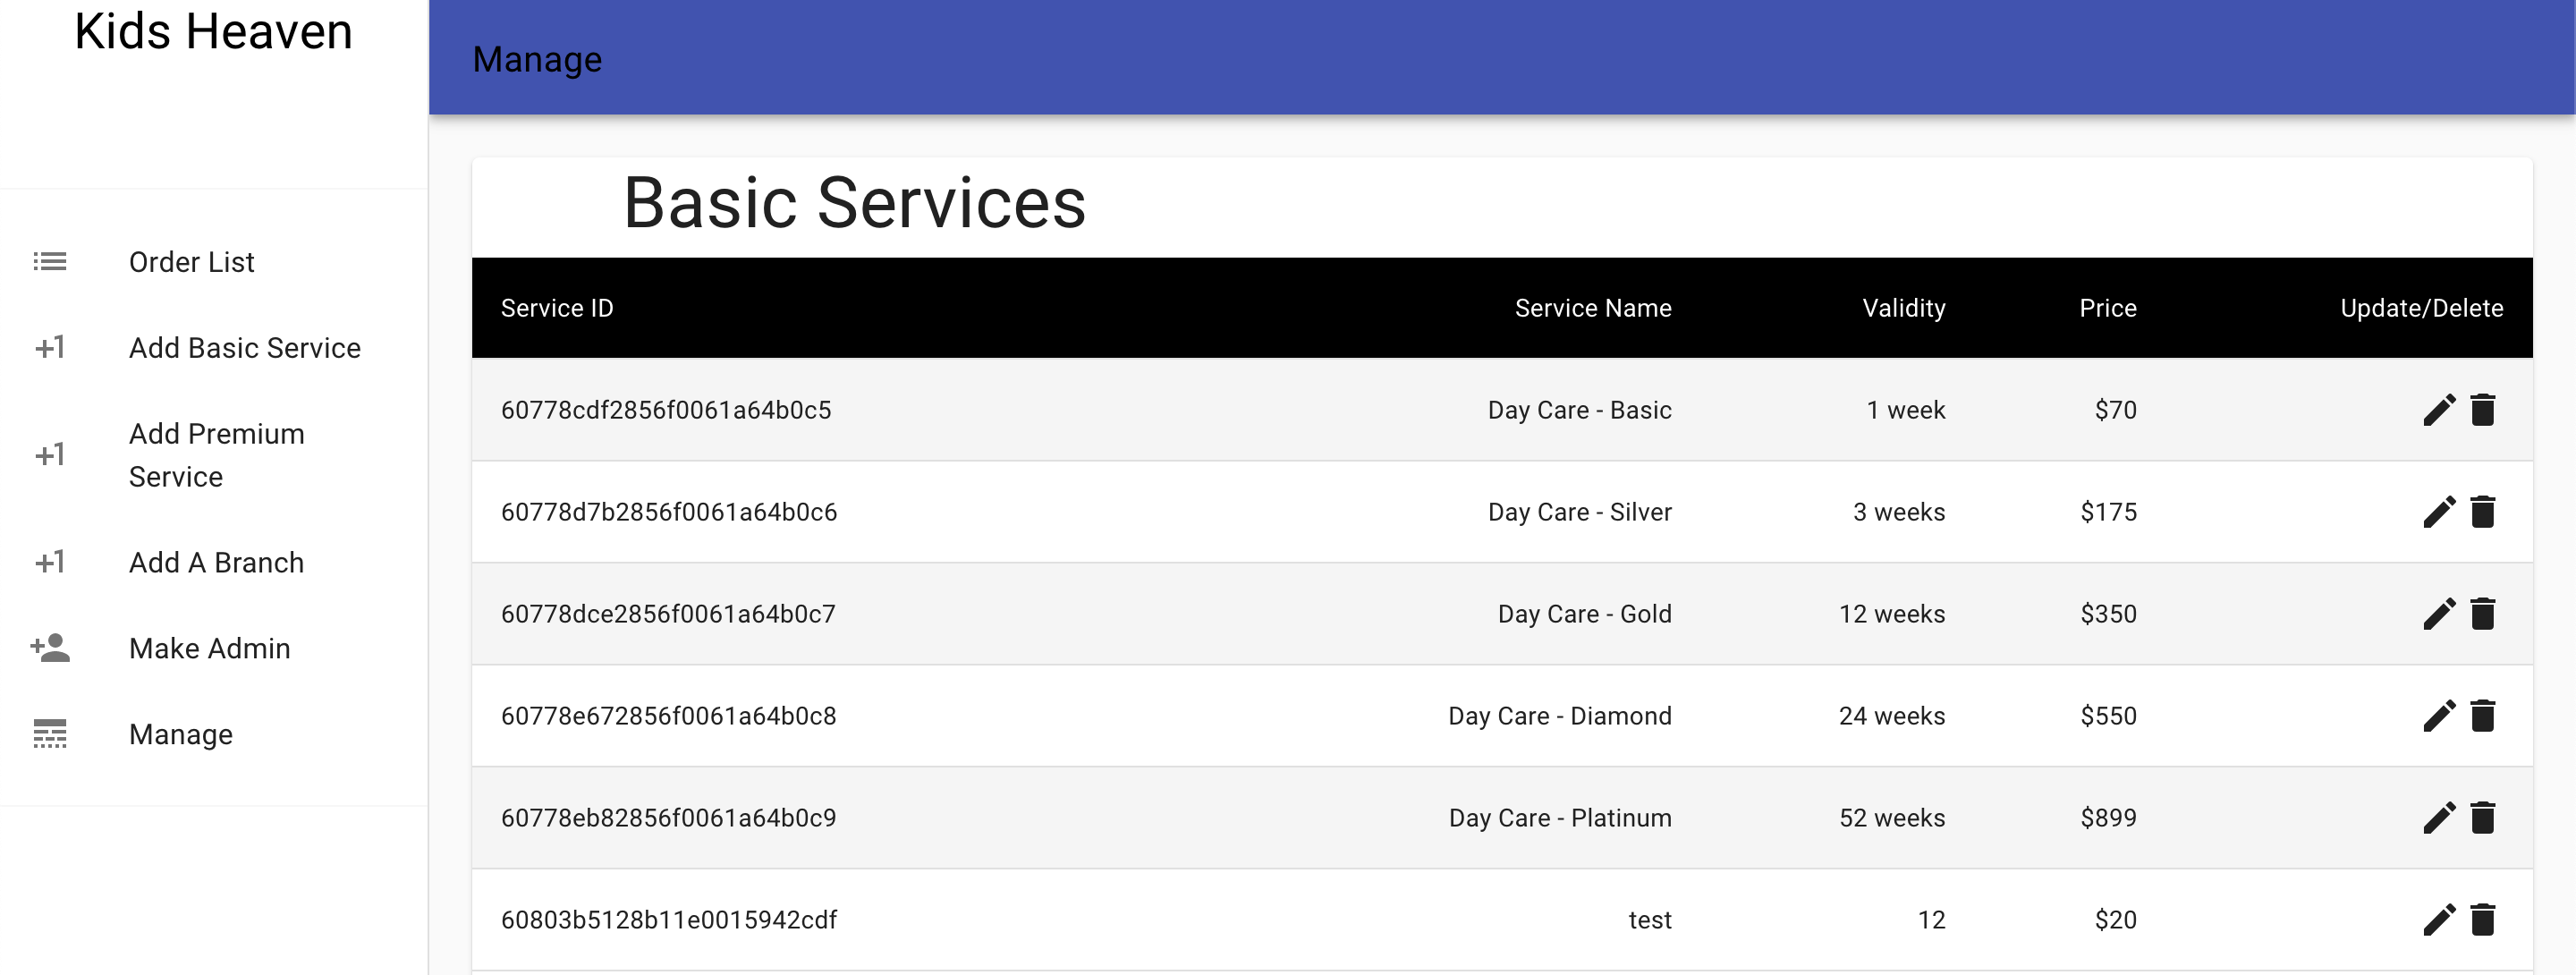 Kids Heaven
Manage
Order List
+1 Add Basic Service
+1 Add Premium
Service
+1 Add A Branch
Make Admin
Manage
Basic Services
Service ID Service Name Validity Price Update/Delete
60778cdf2856f0061a64b0c5 Day Care - Basic 1 week $70
60778d7b2856f0061a64b0c6 Day Care - Silver 3 weeks $175
60778dce2856f0061a64b0c7 Day Care - Gold 12 weeks $350
60778e672856f0061a64b0c8 Day Care - Diamond 24 weeks $550
60778eb82856f0061a64b0c9 Day Care - Platinum 52 weeks $899
60803b5128b11e0015942cdf test 12 $20